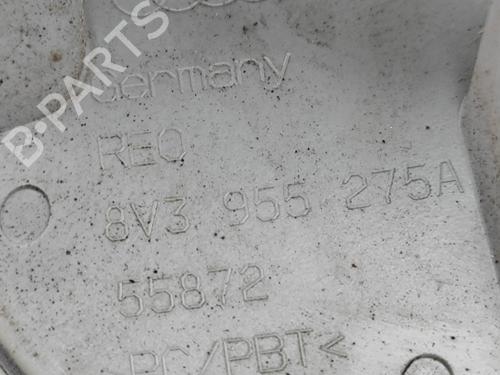 B-PARTS
Germany
REO
8V3 955 275A
55872
PC/PBT<